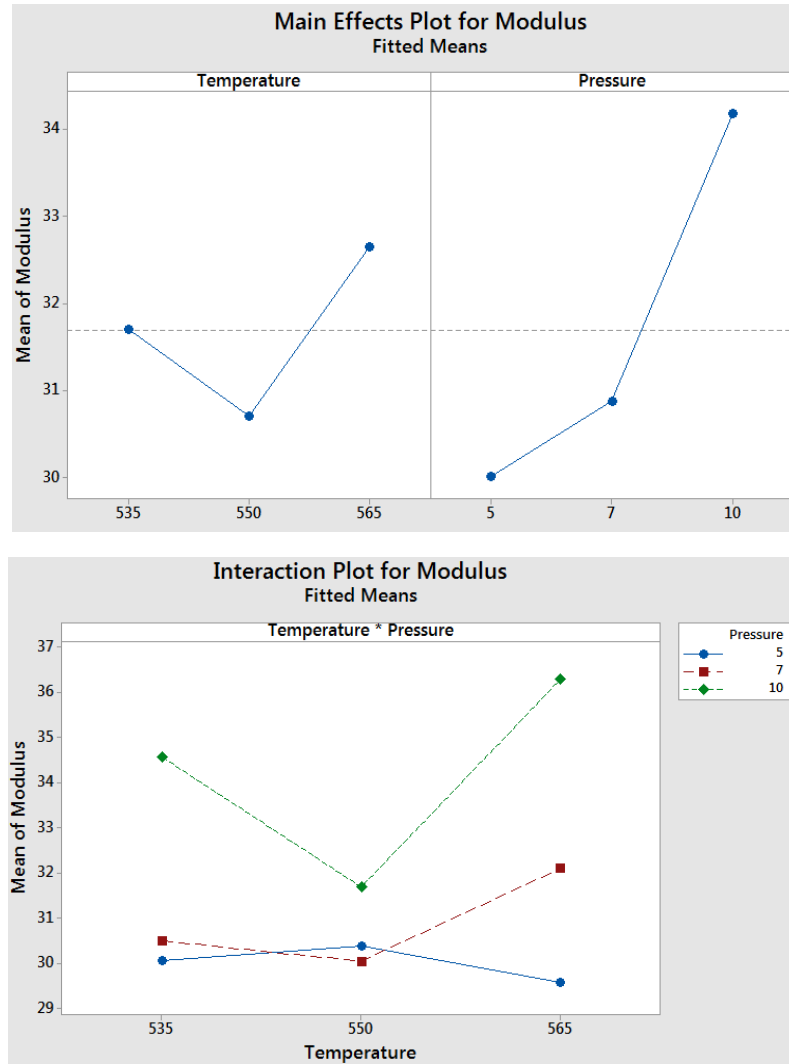 Main Effects Plot for Modulus
Fitted Means
Temperature Pressure
34
33
32
31
30
Mean of Modulus
535 550 565 5 7 10
Interaction Plot for Modulus
Fitted Means
Temperature * Pressure
37
36
35
34
33
32
31
30
29
Mean of Modulus
535 550 565
Temperature
Pressure
5
7
10